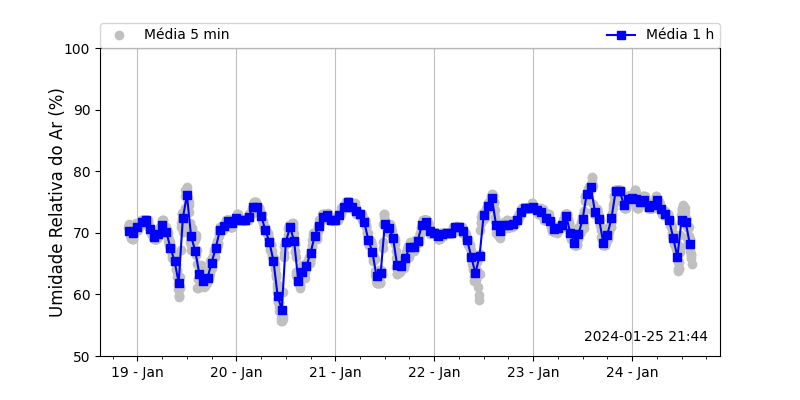 Média 5 min
Média 1 h
Umidade Relativa do Ar (%)
100
90
80
70
60
50
2024-01-25 21:44
19 - Jan
20 - Jan
21 - Jan
22 - Jan
23 - Jan
24 - Jan